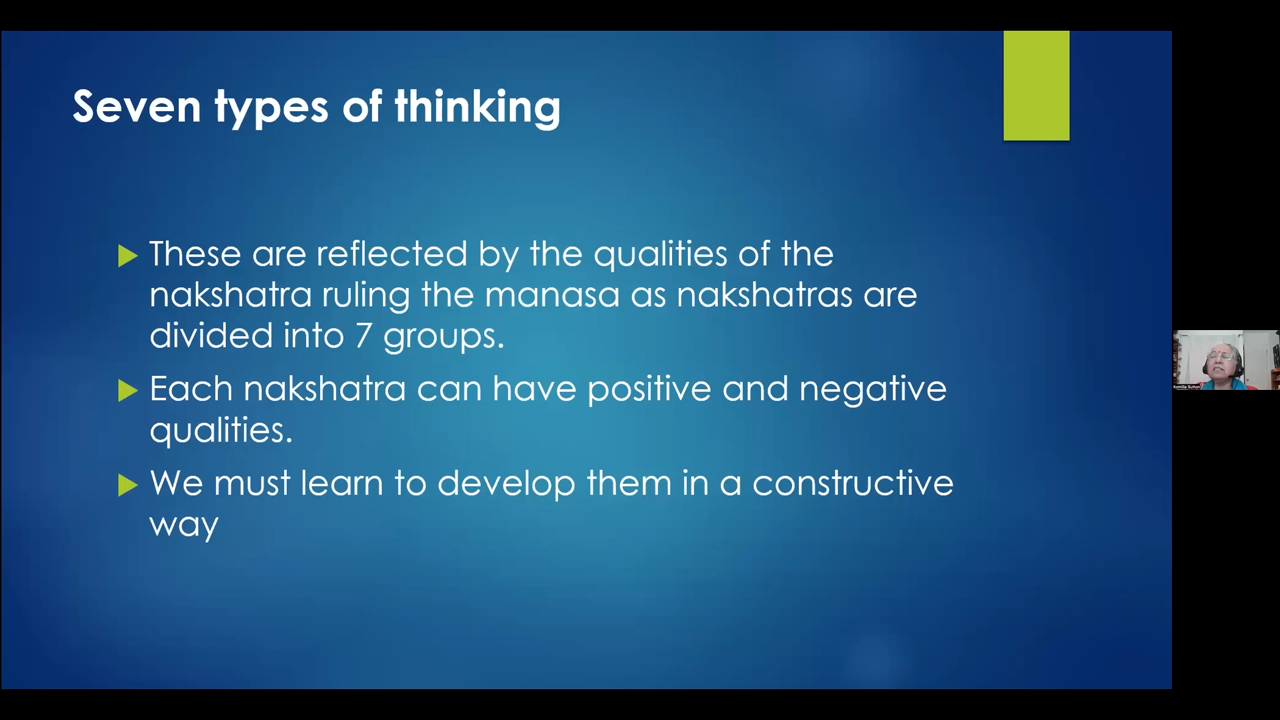 Seven types of thinking
These are reflected by the qualities of the
nakshatra ruling the manasa as nakshatras are
divided into 7 groups.
Each nakshatra can have positive and negative
qualities.
We must learn to develop them in a constructive
way
Komilla Sutton